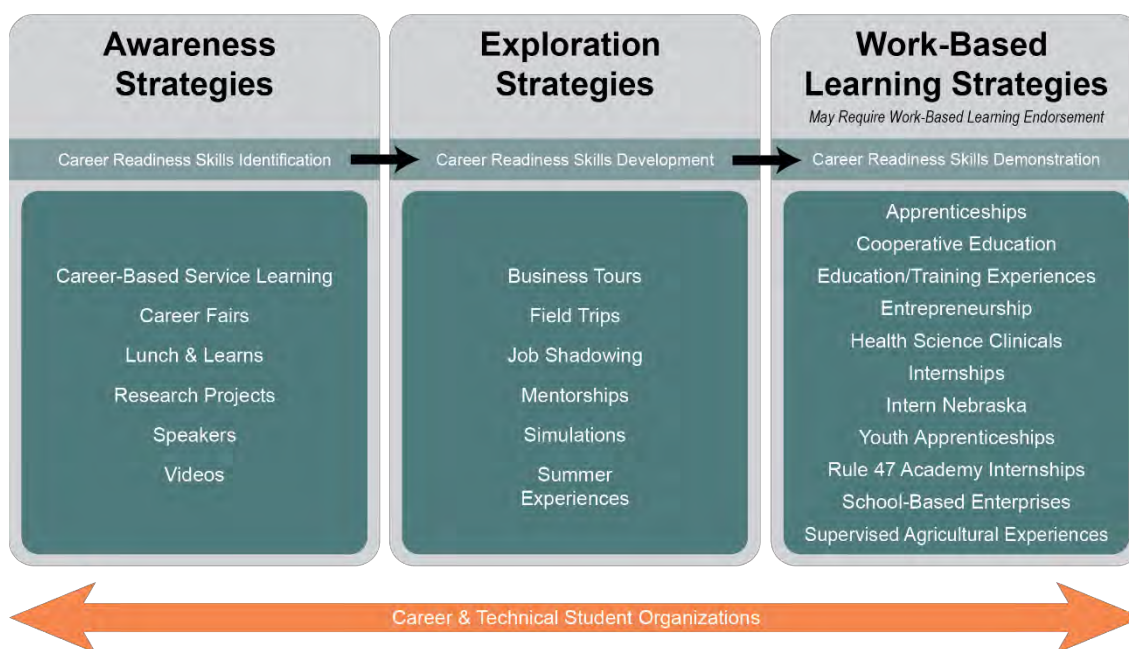 Awareness
Strategies
Career Readiness Skills Identification
Career-Based Service Learning
Career Fairs
Lunch & Learns
Research Projects
Speakers
Videos
Exploration
Strategies
Career Readiness Skills Development
Business Tours
Field Trips
Job Shadowing
Mentorships
Simulations
Summer
Experiences
Work-Based
Learning Strategies
May Require Work-Based Learning Endorsement
Career Readiness Skills Demonstration
Apprenticeships
Cooperative Education
Education/Training Experiences
Entrepreneurship
Health Science Clinicals
Internships
Intern Nebraska
Youth Apprenticeships
Rule 47 Academy Internships
School-Based Enterprises
Supervised Agricultural Experiences
Career & Technical Student Organizations